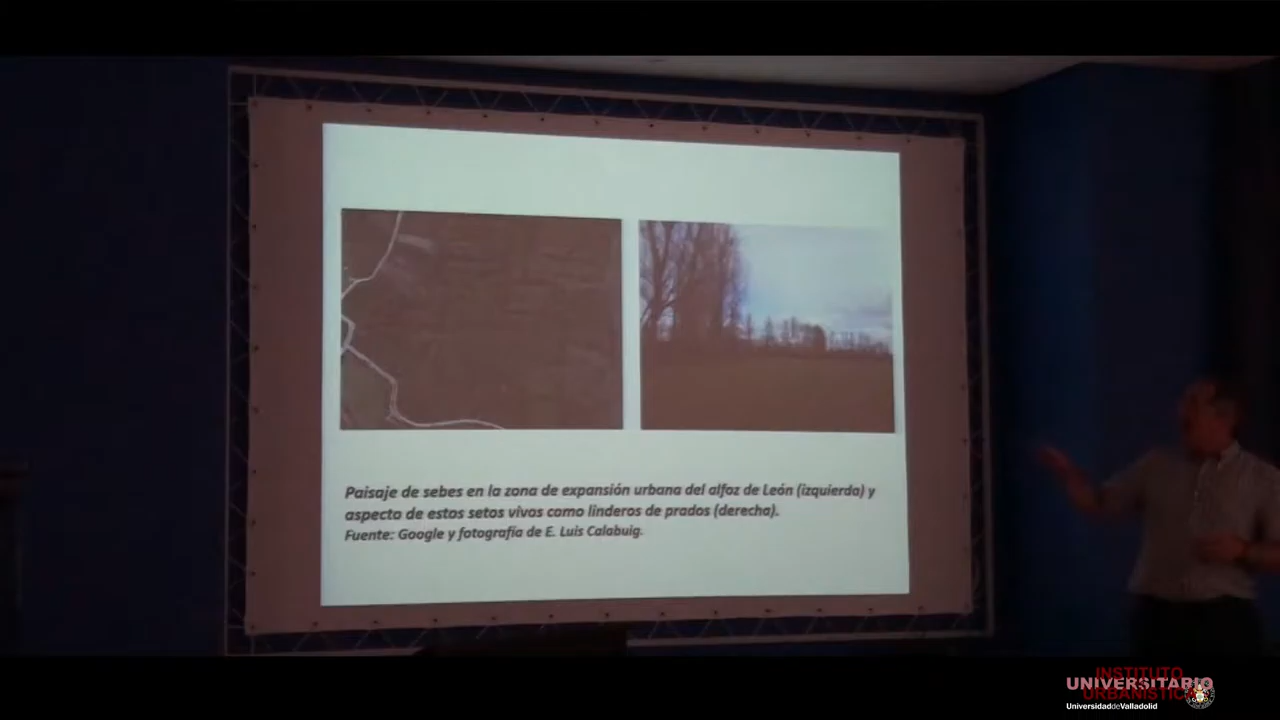 Paisaje de sebes en la zona de expansión urbana del alfoz de León (izquierda) y
aspecto de estos setos vivos como linderos de prados (derecha).
Fuente: Google y fotografía de E. Luis Calabuig.
INSTITUTO
UNIVERSITARIO
URBANÍSTICA
UniversidaddeValladolid